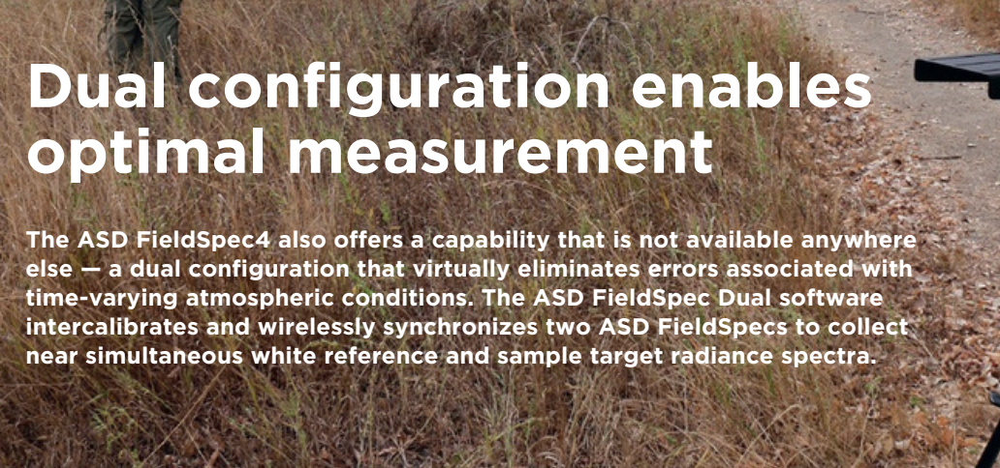 Dual configuration enables
optimal measurement
The ASD FieldSpec4 also offers a capability that is not available anywhere
else — a dual configuration that virtually eliminates errors associated with
time-varying atmospheric conditions. The ASD FieldSpec Dual software
intercalibrates and wirelessly synchronizes two ASD FieldSpecs to collect
near simultaneous white reference and sample target radiance spectra.